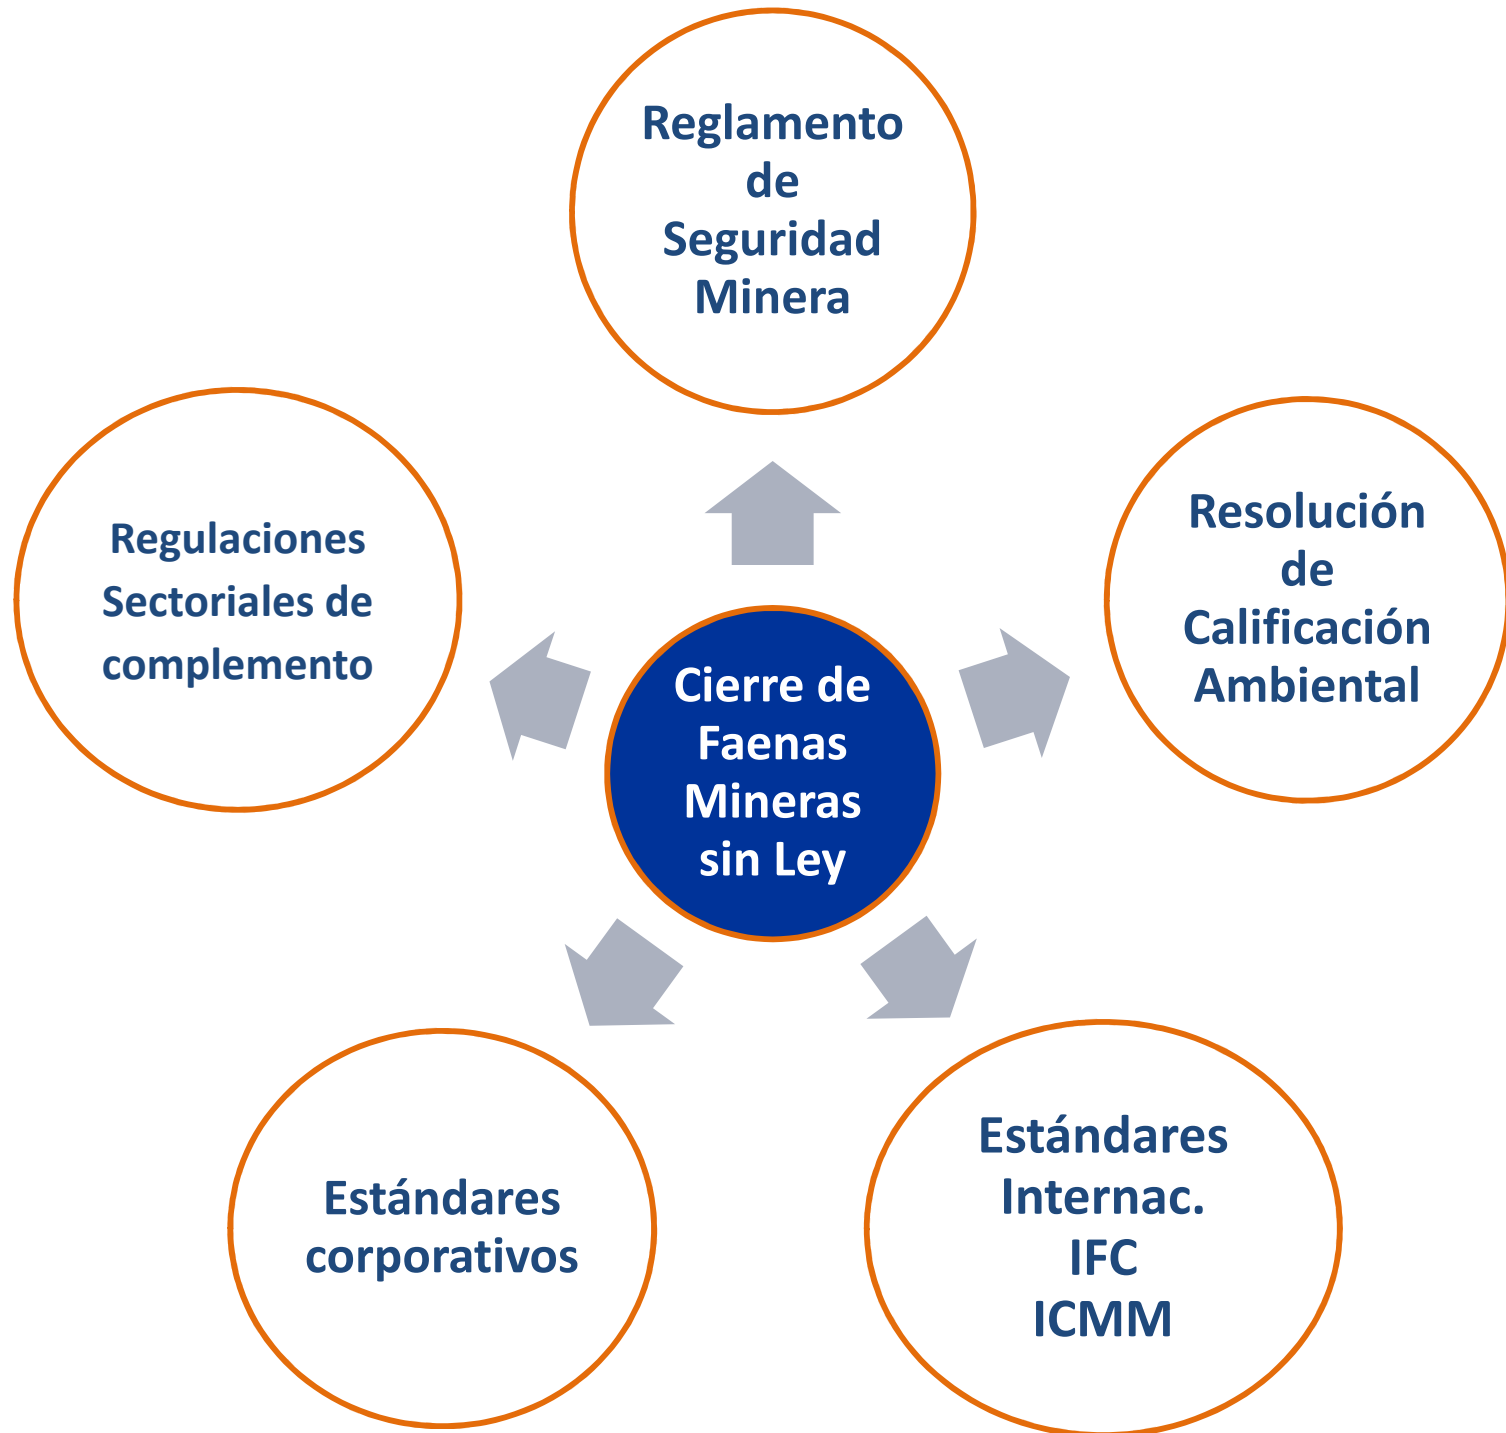 Reglamento
de
Seguridad
Minera
Resolución
de
Calificación
Ambiental
Regulaciones
Sectoriales de
complemento
Cierre de
Faenas
Mineras
sin Ley
Estándares
Internac.
IFC
ICMM
Estándares
corporativos